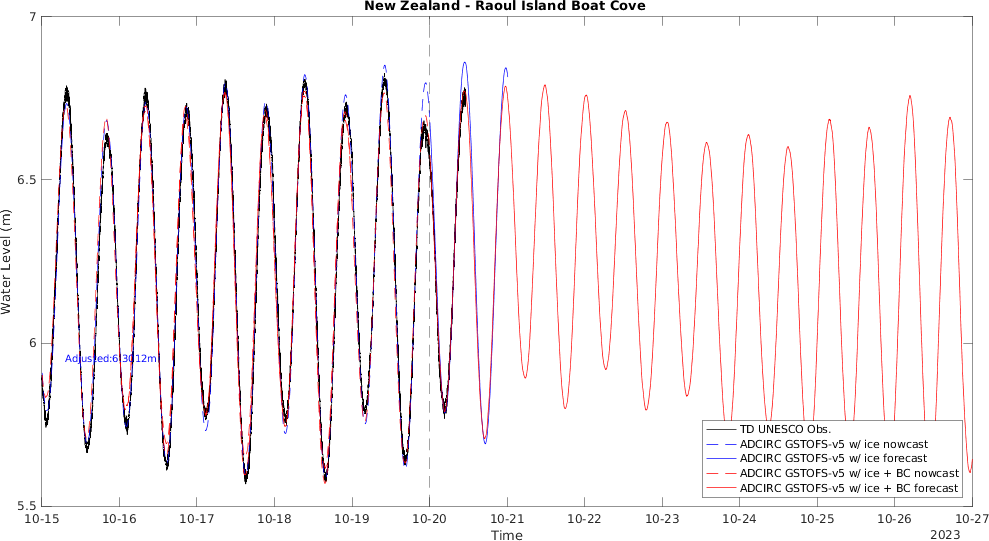 New Zealand - Raoul Island Boat Cove
7
6.5
6
5.5
Water Level (m)
Adjusted:6.3012m
TD UNESCO Obs.
ADCIRC GSTOFS-v5 w/ ice nowcast
ADCIRC GSTOFS-v5 w/ ice forecast
ADCIRC GSTOFS-v5 w/ ice + BC nowcast
ADCIRC GSTOFS-v5 w/ ice + BC forecast
10-15 10-16 10-17 10-18 10-19 10-20 10-21 10-22 10-23 10-24 10-25 10-26 10-27
Time
2023